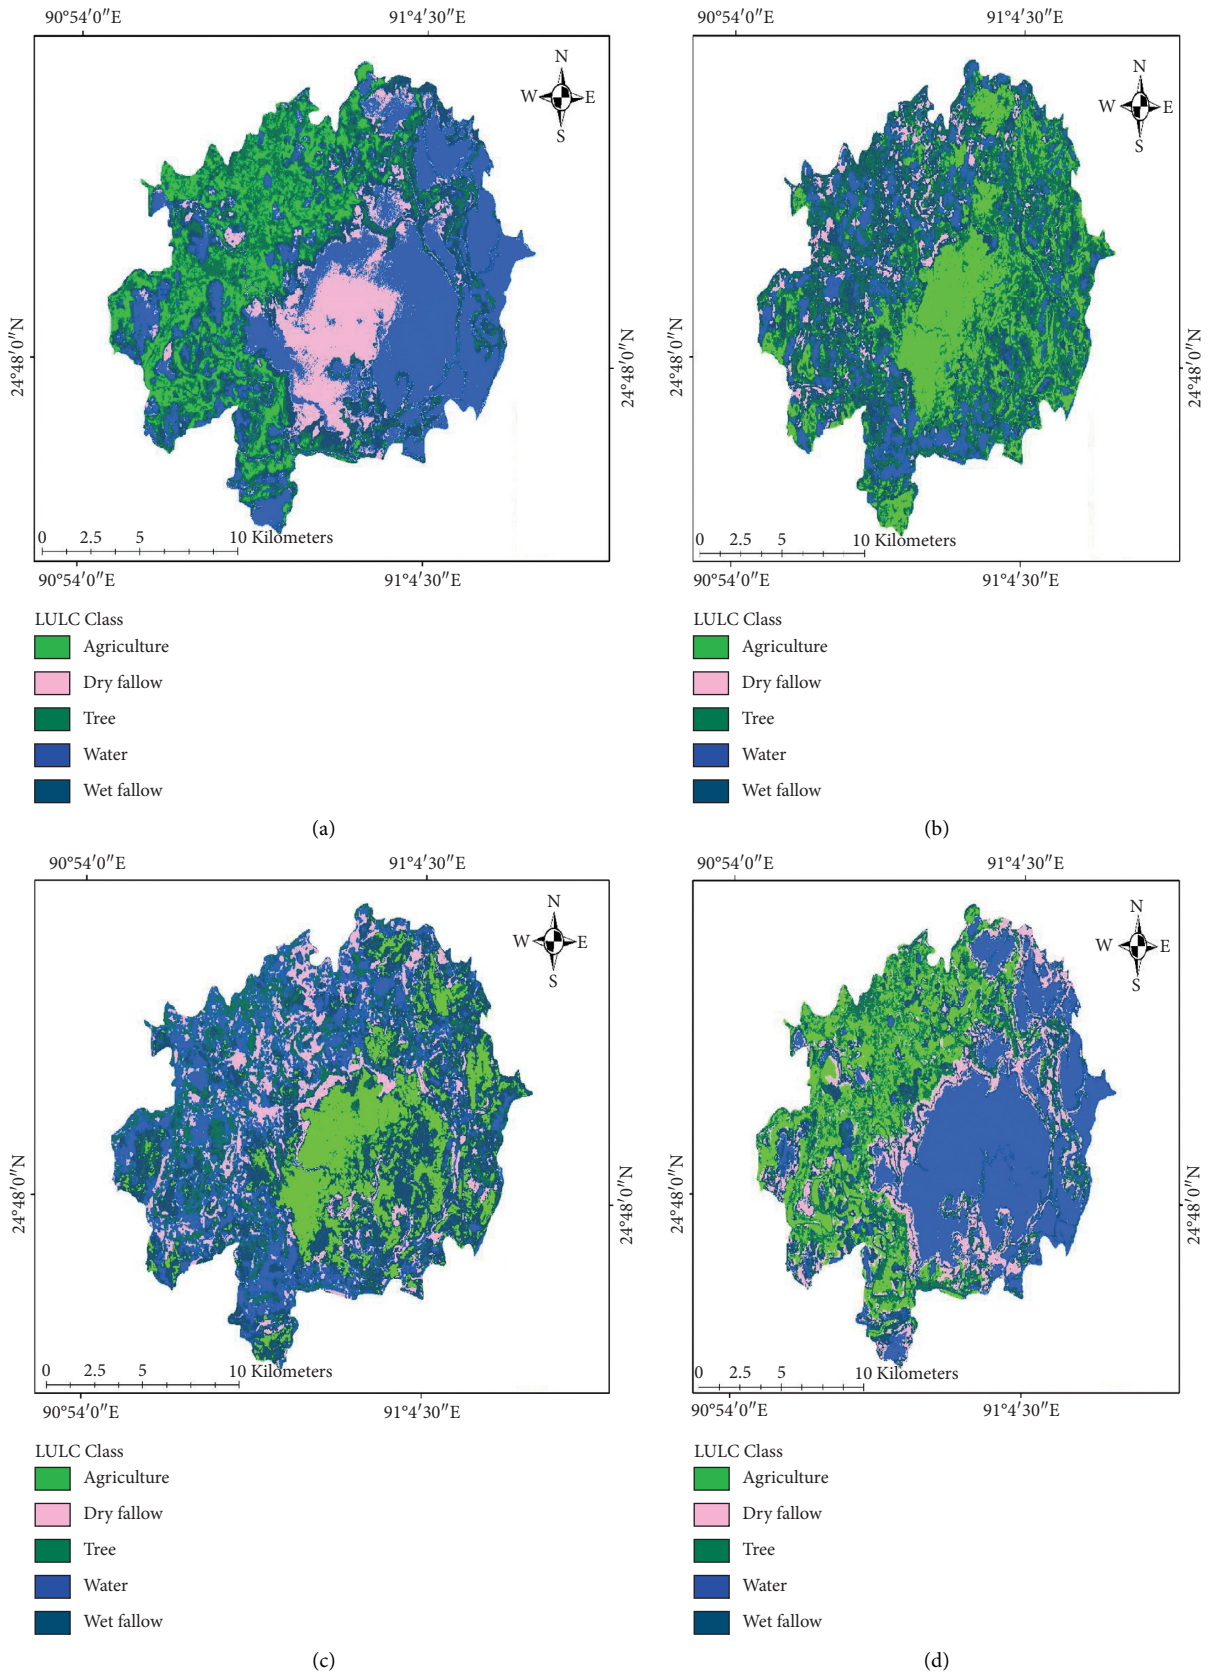 90°54′0″E 91°4′30″E
N
W E
S
24°48′0″N
24°48′0″N
0 2.5 5 10 Kilometers
90°54′0″E 91°4′30″E
LULC Class
Agriculture
Dry fallow
Tree
Water
Wet fallow
(a)
90°54′0″E 91°4′30″E
N
W E
S
24°48′0″N
0 2.5 5 10 Kilometers
90°54′0″E 91°4′30″E
LULC Class
Agriculture
Dry fallow
Tree
Water
Wet fallow
(b)
90°54′0″E 91°4′30″E
N
W E
S
24°48′0″N
24°48′0″N
0 2.5 5 10 Kilometers
90°54′0″E 91°4′30″E
LULC Class
Agriculture
Dry fallow
Tree
Water
Wet fallow
(c)
90°54′0″E 91°4′30″E
N
W E
S
24°48′0″N
0 2.5 5 10 Kilometers
90°54′0″E 91°4′30″E
LULC Class
Agriculture
Dry fallow
Tree
Water
Wet fallow
(d)